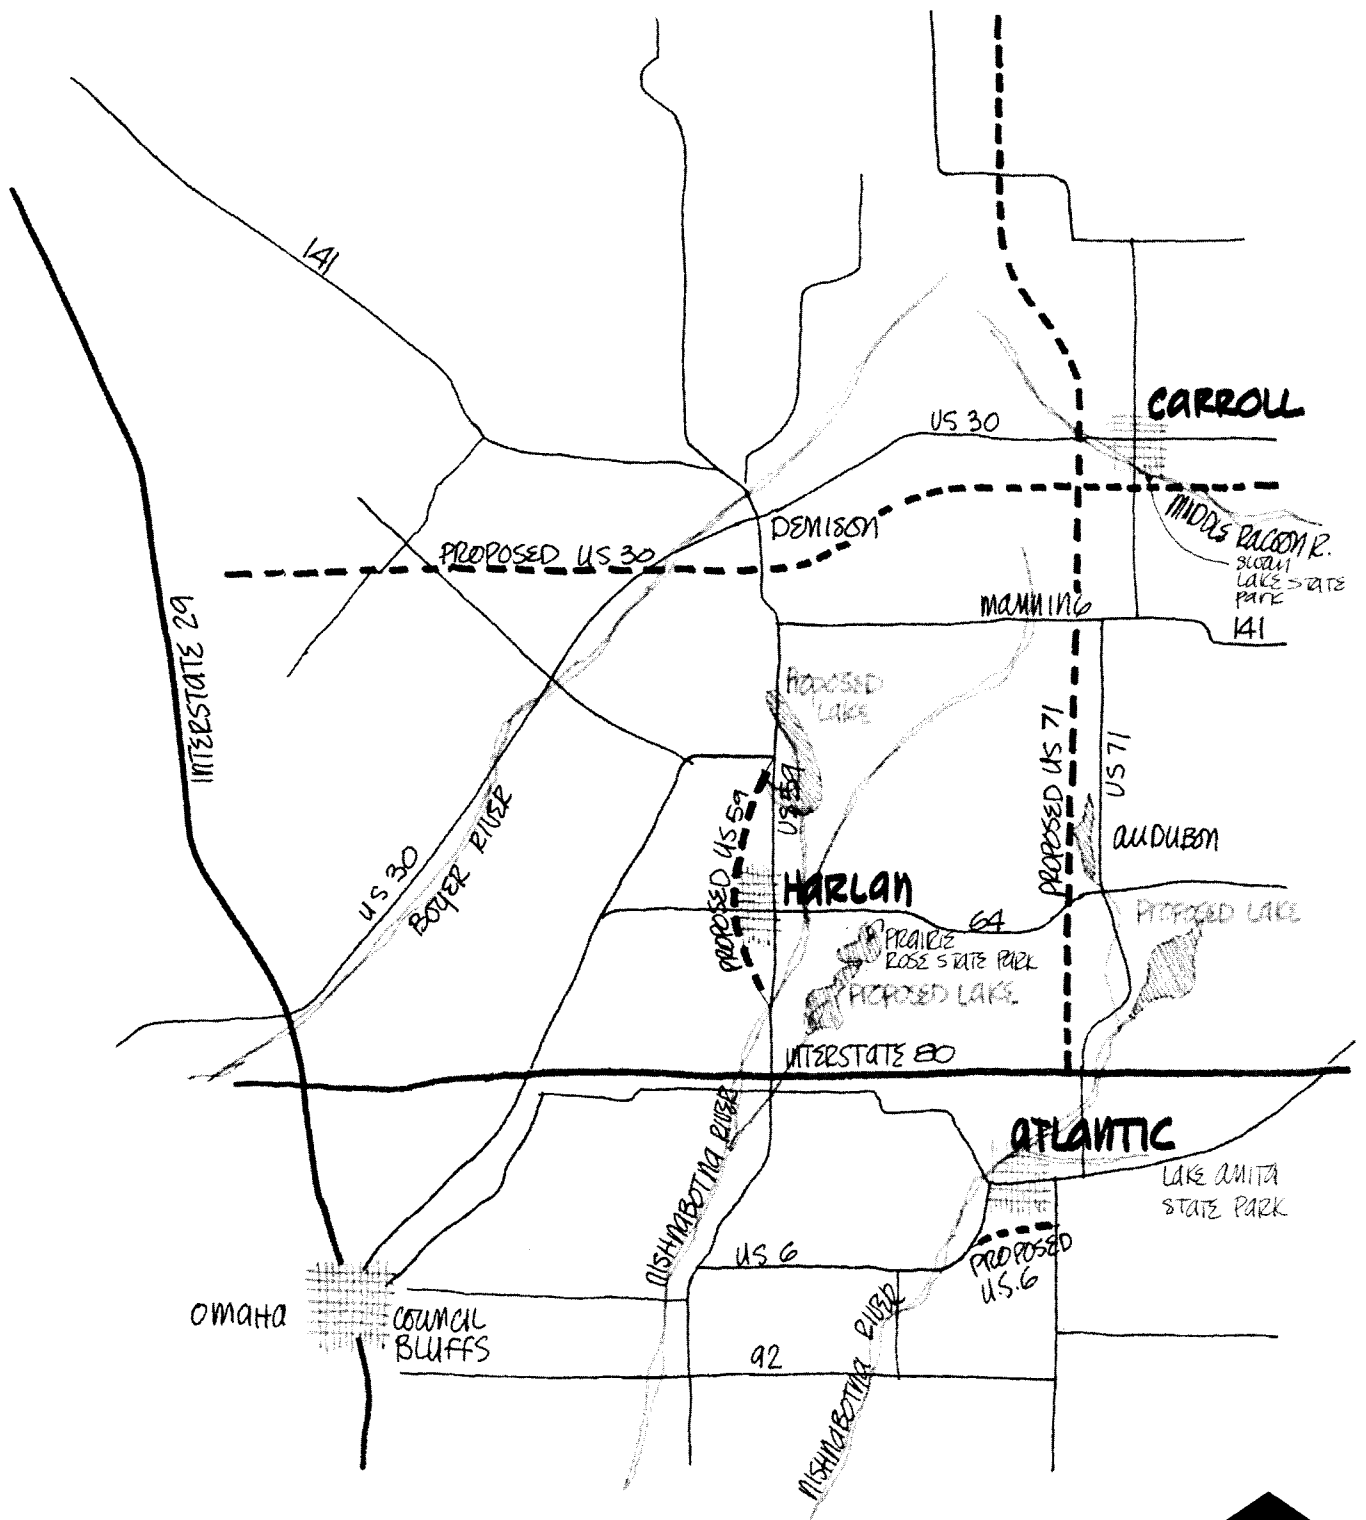 141
CARROLL
US 30
DENISON
PROPOSED US 30
MIDDLE RACOON R.
SWAN
LAKE STATE
PARK
MANNING
141
INTERSTATE 29
PROPOSED
LAKE
PROPOSED US 71
US 71
US 59
PROPOSED US 59
AUDUBON
US 30
BOYER RIVER
HARLAN
64
PROPOSED LAKE
PRAIRIE
ROSE STATE PARK
PROPOSED LAKE
INTERSTATE 80
ATLANTIC
NISHNABOTNA RIVER
LAKE ANITA
STATE PARK
US 6
PROPOSED
U.S. 6
OMAHA
COUNCIL
BLUFFS
92
NISHNABOTNA RIVER